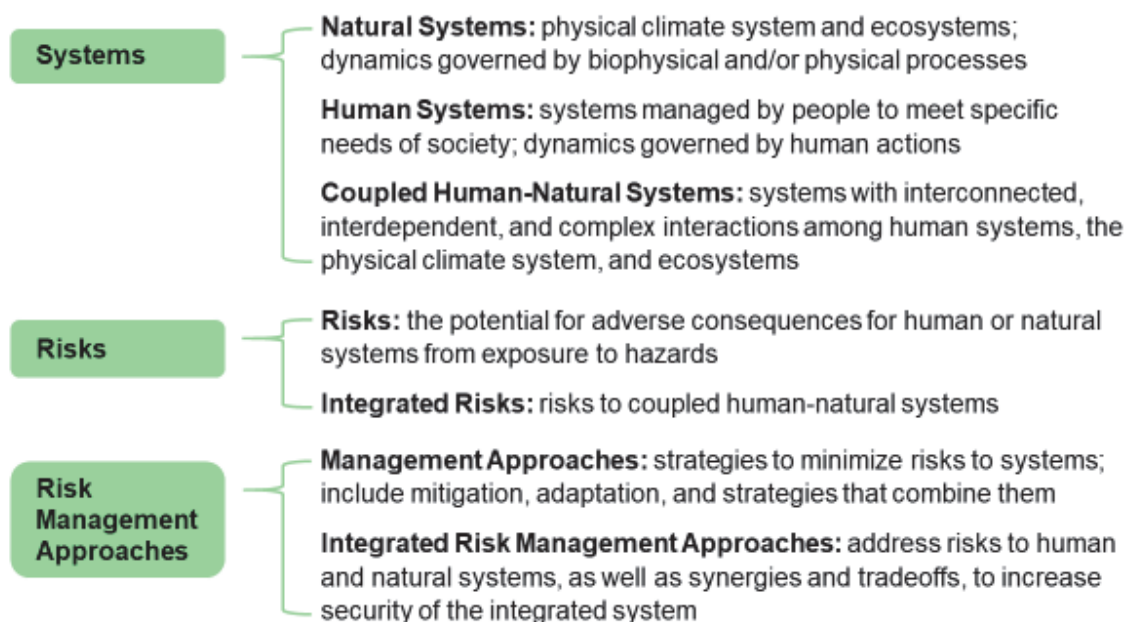 Systems
Natural Systems: physical climate system and ecosystems;
dynamics governed by biophysical and/or physical processes
Human Systems: systems managed by people to meet specific
needs of society; dynamics governed by human actions
Coupled Human-Natural Systems: systems with interconnected,
interdependent, and complex interactions among human systems, the
physical climate system, and ecosystems
Risks
Risks: the potential for adverse consequences for human or natural
systems from exposure to hazards
Integrated Risks: risks to coupled human-natural systems
Risk
Management
Approaches
Management Approaches: strategies to minimize risks to systems;
include mitigation, adaptation, and strategies that combine them
Integrated Risk Management Approaches: address risks to human
and natural systems, as well as synergies and tradeoffs, to increase
security of the integrated system